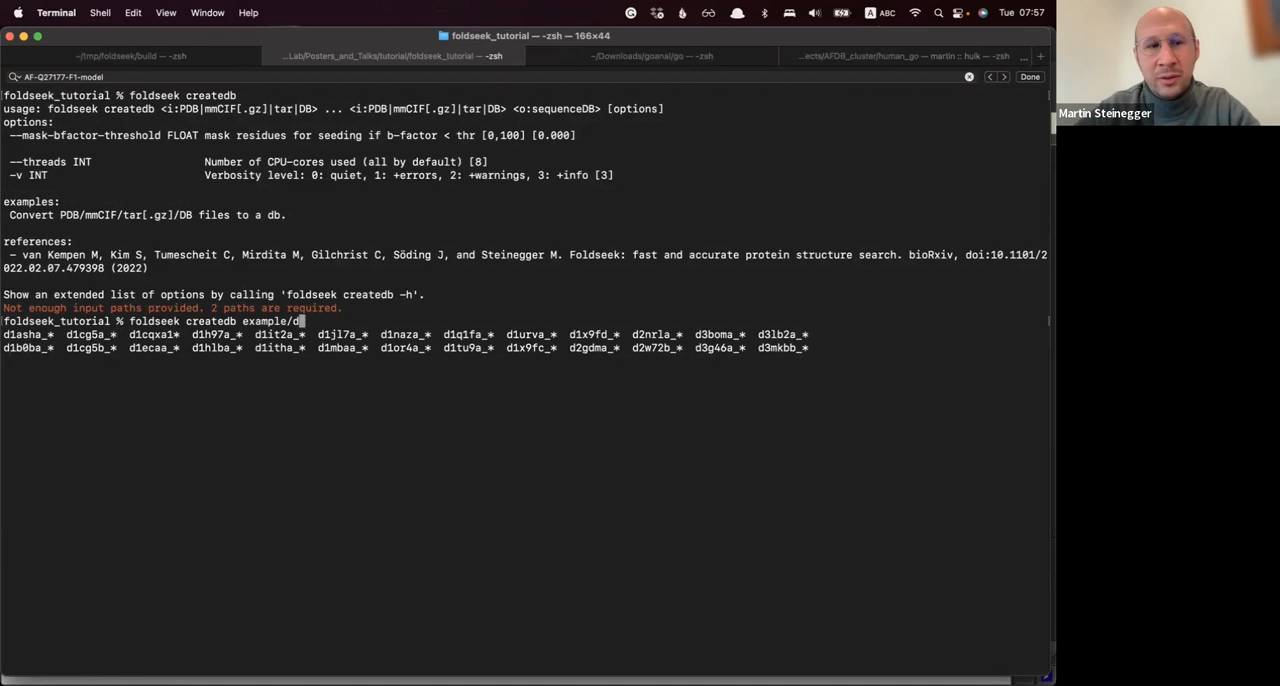 Terminal Shell Edit View Window Help
ABC Tue 07:57
foldseek_tutorial — -zsh — 166×44
~/tmp/foldseek/build — -zsh
...Lab/Posters_and_Talks/tutorial/foldseek_tutorial — -zsh
~/Downloads/goanal/go — -zsh
...ects/AFDB_cluster/human_go — martin :: hulk — -zsh
... +
AF-Q27177-F1-model
Done
foldseek_tutorial % foldseek createdb
usage: foldseek createdb <i:PDB|mmCIF[.gz]|tar|DB> ... <i:PDB|mmCIF[.gz]|tar|DB> <o:sequenceDB> [options]
options:
--mask-bfactor-threshold FLOAT mask residues for seeding if b-factor < thr [0,100] [0.000]
--threads INT Number of CPU-cores used (all by default) [8]
-v INT Verbosity level: 0: quiet, 1: +errors, 2: +warnings, 3: +info [3]
examples:
Convert PDB/mmCIF/tar[.gz]/DB files to a db.
references:
- van Kempen M, Kim S, Tumescheit C, Mirdita M, Gilchrist C, Söding J, and Steinegger M. Foldseek: fast and accurate protein structure search. bioRxiv, doi:10.1101/2
022.02.07.479398 (2022)
Show an extended list of options by calling 'foldseek createdb -h'.
Not enough input paths provided. 2 paths are required.
foldseek_tutorial % foldseek createdb example/d
d1asha_* d1cg5a_* d1cqxa1* d1h97a_* d1it2a_* d1jl7a_* d1naza_* d1q1fa_* d1urva_* d1x9fd_* d2nrla_* d3boma_* d3lb2a_*
d1b0ba_* d1cg5b_* d1ecaa_* d1hlba_* d1itha_* d1mbaa_* d1or4a_* d1tu9a_* d1x9fc_* d2gdma_* d2w72b_* d3g46a_* d3mkbb_*
Martin Steinegger